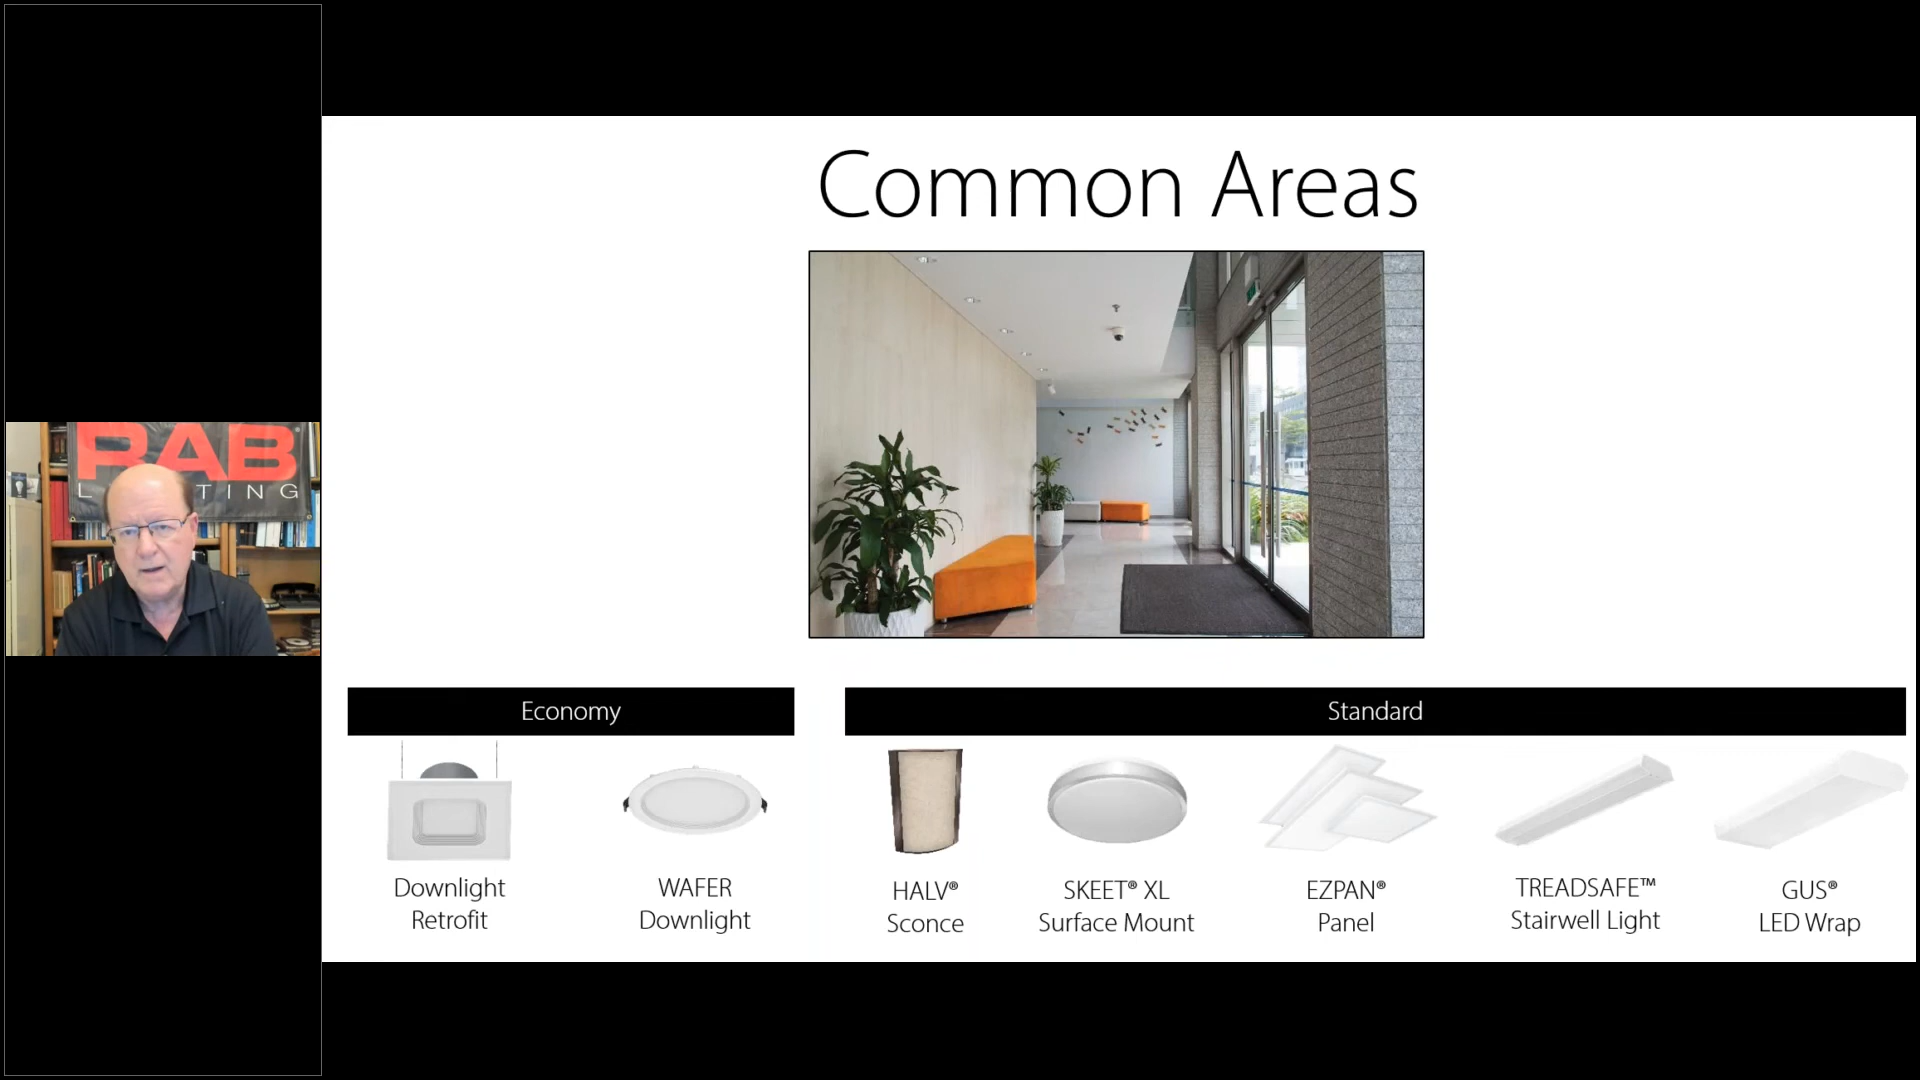 Common Areas
RAB
L TING
Economy
Standard
Downlight
Retrofit
WAFER
Downlight
HALV®
Sconce
SKEET® XL
Surface Mount
EZPAN®
Panel
TREADSAFE™
Stairwell Light
GUS®
LED Wrap